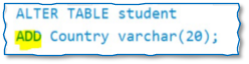 ALTER TABLE student
ADD Country varchar(20);